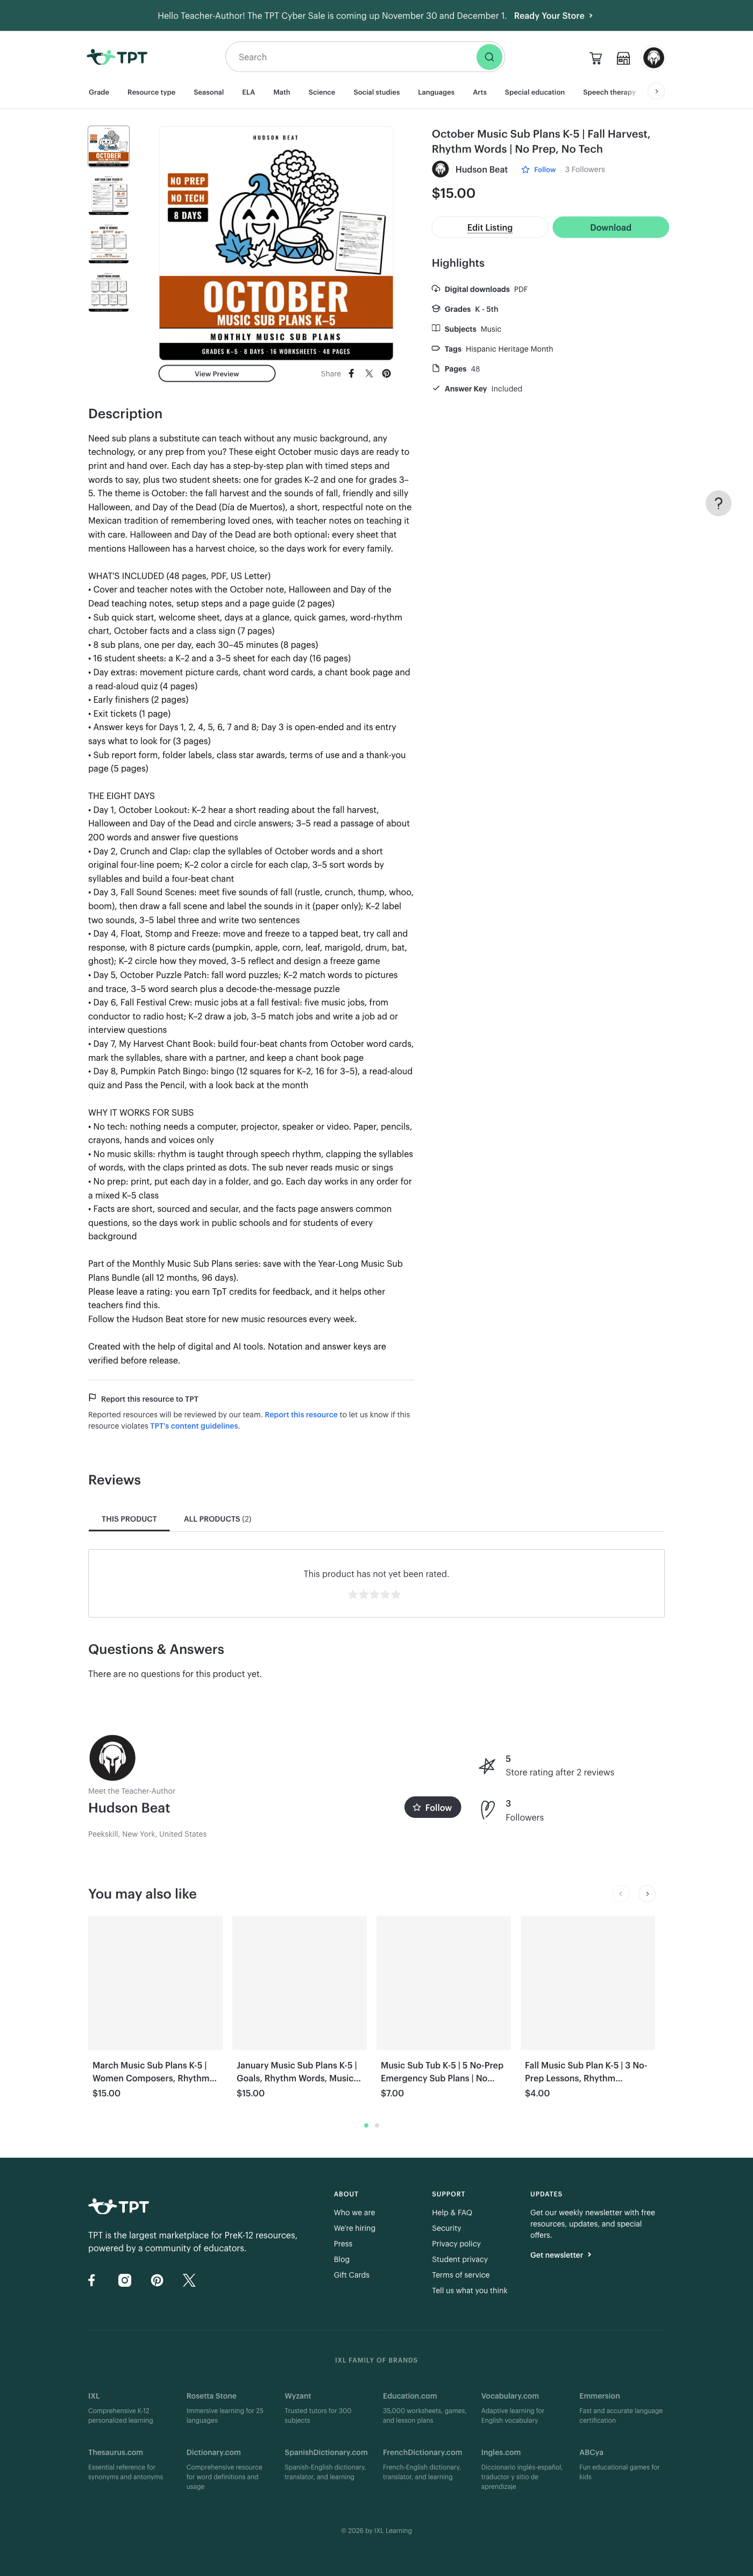 Hello Teacher-Author! The TPT Cyber Sale is coming up November 30 and December 1. Ready Your Store
TPT
Search
Grade Resource type Seasonal ELA Math Science Social studies Languages Arts Special education Speech therapy
HUDSON BEAT
NO PREP
NO TECH
8 DAYS
OCTOBER
MUSIC SUB PLANS K–5
MONTHLY MUSIC SUB PLANS
GRADES K–5 · 8 DAYS · 16 WORKSHEETS · 48 PAGES
View Preview
Share
October Music Sub Plans K-5 | Fall Harvest,
Rhythm Words | No Prep, No Tech
Hudson Beat Follow 3 Followers
$15.00
Edit Listing Download
Highlights
Digital downloads PDF
Grades K - 5th
Subjects Music
Tags Hispanic Heritage Month
Pages 48
Answer Key Included
?
Description
Need sub plans a substitute can teach without any music background, any
technology, or any prep from you? These eight October music days are ready to
print and hand over. Each day has a step-by-step plan with timed steps and
words to say, plus two student sheets: one for grades K–2 and one for grades 3–
5. The theme is October: the fall harvest and the sounds of fall, friendly and silly
Halloween, and Day of the Dead (Día de Muertos), a short, respectful note on the
Mexican tradition of remembering loved ones, with teacher notes on teaching it
with care. Halloween and Day of the Dead are both optional: every sheet that
mentions Halloween has a harvest choice, so the days work for every family.
WHAT'S INCLUDED (48 pages, PDF, US Letter)
• Cover and teacher notes with the October note, Halloween and Day of the
Dead teaching notes, setup steps and a page guide (2 pages)
• Sub quick start, welcome sheet, days at a glance, quick games, word-rhythm
chart, October facts and a class sign (7 pages)
• 8 sub plans, one per day, each 30–45 minutes (8 pages)
• 16 student sheets: a K–2 and a 3–5 sheet for each day (16 pages)
• Day extras: movement picture cards, chant word cards, a chant book page and
a read-aloud quiz (4 pages)
• Early finishers (2 pages)
• Exit tickets (1 page)
• Answer keys for Days 1, 2, 4, 5, 6, 7 and 8; Day 3 is open-ended and its entry
says what to look for (3 pages)
• Sub report form, folder labels, class star awards, terms of use and a thank-you
page (5 pages)
THE EIGHT DAYS
• Day 1, October Lookout: K–2 hear a short reading about the fall harvest,
Halloween and Day of the Dead and circle answers; 3–5 read a passage of about
200 words and answer five questions
• Day 2, Crunch and Clap: clap the syllables of October words and a short
original four-line poem; K–2 color a circle for each clap, 3–5 sort words by
syllables and build a four-beat chant
• Day 3, Fall Sound Scenes: meet five sounds of fall (rustle, crunch, thump, whoo,
boom), then draw a fall scene and label the sounds in it (paper only); K–2 label
two sounds, 3–5 label three and write two sentences
• Day 4, Float, Stomp and Freeze: move and freeze to a tapped beat, try call and
response, with 8 picture cards (pumpkin, apple, corn, leaf, marigold, drum, bat,
ghost); K–2 circle how they moved, 3–5 reflect and design a freeze game
• Day 5, October Puzzle Patch: fall word puzzles; K–2 match words to pictures
and trace, 3–5 word search plus a decode-the-message puzzle
• Day 6, Fall Festival Crew: music jobs at a fall festival: five music jobs, from
conductor to radio host; K–2 draw a job, 3–5 match jobs and write a job ad or
interview questions
• Day 7, My Harvest Chant Book: build four-beat chants from October word cards,
mark the syllables, share with a partner, and keep a chant book page
• Day 8, Pumpkin Patch Bingo: bingo (12 squares for K–2, 16 for 3–5), a read-aloud
quiz and Pass the Pencil, with a look back at the month
WHY IT WORKS FOR SUBS
• No tech: nothing needs a computer, projector, speaker or video. Paper, pencils,
crayons, hands and voices only
• No music skills: rhythm is taught through speech rhythm, clapping the syllables
of words, with the claps printed as dots. The sub never reads music or sings
• No prep: print, put each day in a folder, and go. Each day works in any order for
a mixed K–5 class
• Facts are short, sourced and secular, and the facts page answers common
questions, so the days work in public schools and for students of every
background
Part of the Monthly Music Sub Plans series: save with the Year-Long Music Sub
Plans Bundle (all 12 months, 96 days).
Please leave a rating: you earn TpT credits for feedback, and it helps other
teachers find this.
Follow the Hudson Beat store for new music resources every week.
Created with the help of digital and AI tools. Notation and answer keys are
verified before release.
Report this resource to TPT
Reported resources will be reviewed by our team. Report this resource to let us know if this
resource violates TPT's content guidelines.
Reviews
THIS PRODUCT ALL PRODUCTS (2)
This product has not yet been rated.
Questions & Answers
There are no questions for this product yet.
Meet the Teacher-Author
Hudson Beat
Peekskill, New York, United States
Follow
5
Store rating after 2 reviews
3
Followers
You may also like
March Music Sub Plans K-5 |
Women Composers, Rhythm...
$15.00
January Music Sub Plans K-5 |
Goals, Rhythm Words, Music...
$15.00
Music Sub Tub K-5 | 5 No-Prep
Emergency Sub Plans | No...
$7.00
Fall Music Sub Plan K-5 | 3 No-
Prep Lessons, Rhythm...
$4.00
TPT
TPT is the largest marketplace for PreK-12 resources,
powered by a community of educators.
ABOUT
Who we are
We're hiring
Press
Blog
Gift Cards
SUPPORT
Help & FAQ
Security
Privacy policy
Student privacy
Terms of service
Tell us what you think
UPDATES
Get our weekly newsletter with free
resources, updates, and special
offers.
Get newsletter
IXL FAMILY OF BRANDS
IXL
Comprehensive K-12
personalized learning
Rosetta Stone
Immersive learning for 25
languages
Wyzant
Trusted tutors for 300
subjects
Education.com
35,000 worksheets, games,
and lesson plans
Vocabulary.com
Adaptive learning for
English vocabulary
Emmersion
Fast and accurate language
certification
Thesaurus.com
Essential reference for
synonyms and antonyms
Dictionary.com
Comprehensive resource
for word definitions and
usage
SpanishDictionary.com
Spanish-English dictionary,
translator, and learning
FrenchDictionary.com
French-English dictionary,
translator, and learning
Ingles.com
Diccionario inglés-español,
traductor y sitio de
aprendizaje
ABCya
Fun educational games for
kids
© 2026 by IXL Learning